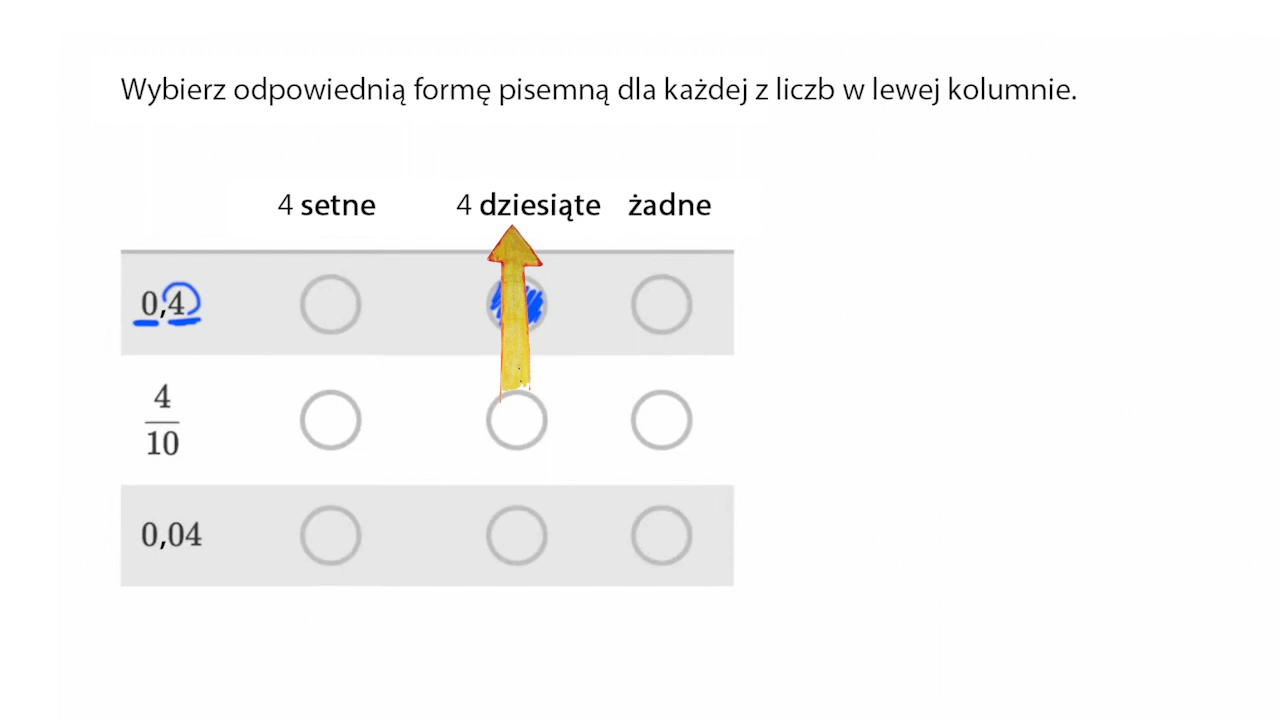 Wybierz odpowiednią formę pisemną dla każdej z liczb w lewej kolumnie.
4 setne 4 dziesiąte żadne
0,4
4
10
0,04